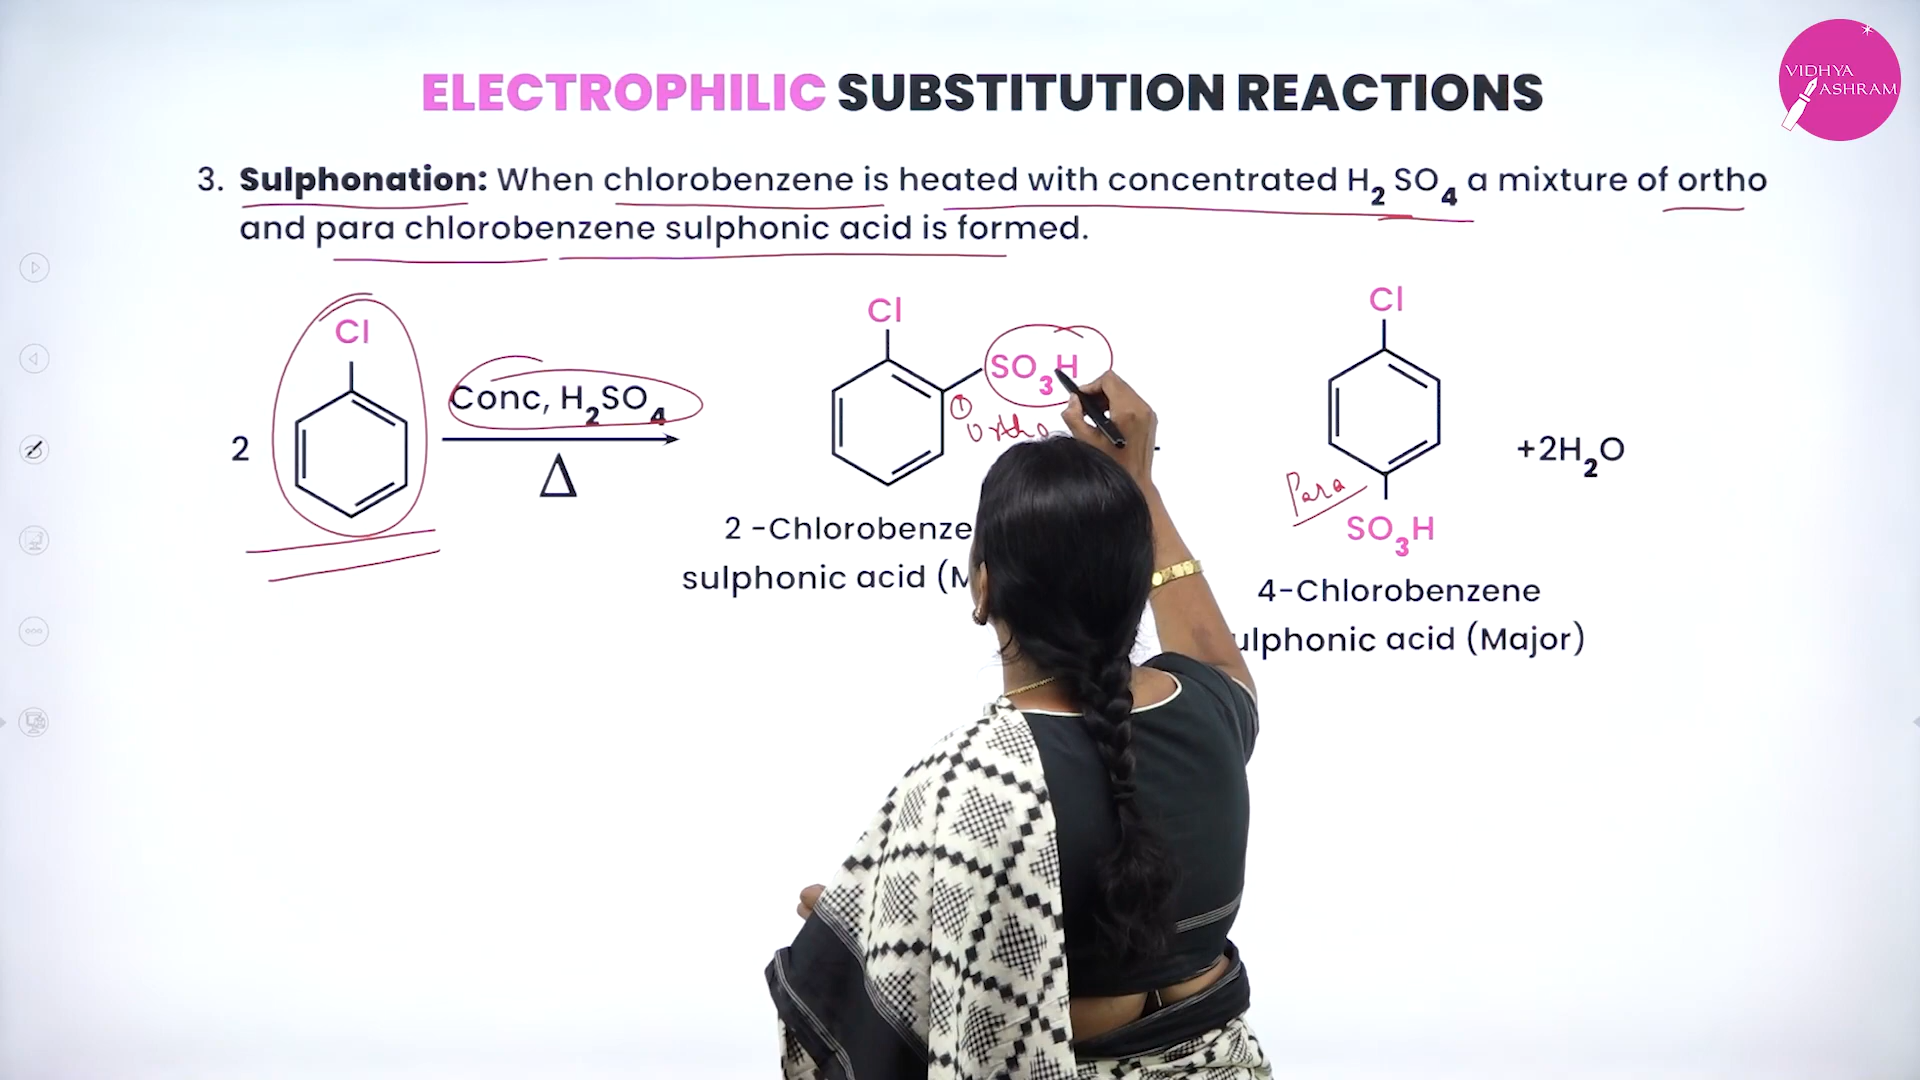 VIDHYA
ASHRAM
ELECTROPHILIC SUBSTITUTION REACTIONS
3. Sulphonation: When chlorobenzene is heated with concentrated H₂SO₄ a mixture of ortho
and para chlorobenzene sulphonic acid is formed.
Cl
Cl
Cl
SO₃H
Conc, H₂SO₄
① Ortho
2
Δ
+2H₂O
Para
SO₃H
2 -Chlorobenze
sulphonic acid (M
4-Chlorobenzene
ulphonic acid (Major)